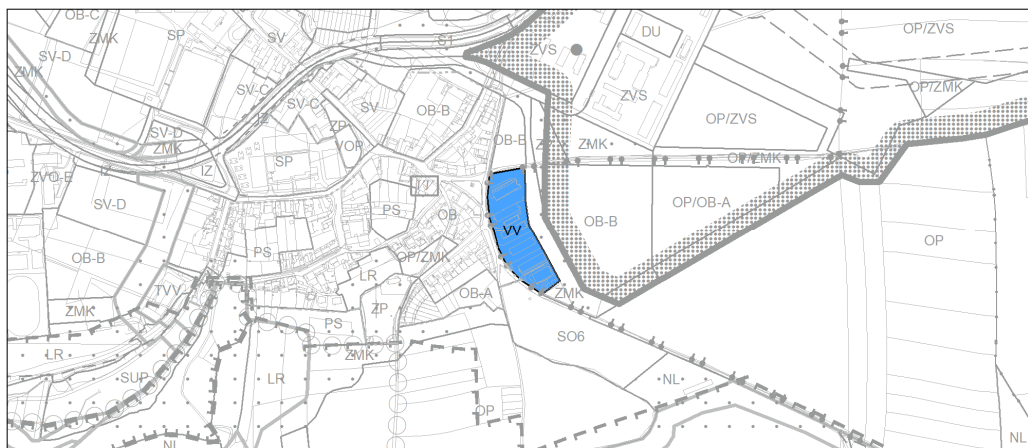 OB-C
ZMK
SP
SV
S1
ZVS
DU
OP/ZVS
ZMK
SV-C
SV-C
SV
OB-B
ZVS
OP/ZMK
SV-D
SV-D
ZMK
IZ
ZP
VOP
OB-B
ZMK
OP/ZVS
IZ
IZ
SP
OP/ZMK
ZVO-E
SV-D
PS
OB
OB-B
OP/OB-A
VV
OP
OB-B
PS
OP/ZMK
LR
TVV
OB-A
ZMK
ZMK
PS
ZP
SO6
LR
ZMK
SUP
LR
NL
OP
NL
NL